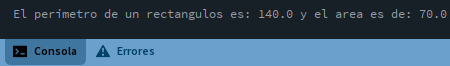 El perimetro de un rectangulos es: 140.0 y el area es de: 70.0
Consola Errores